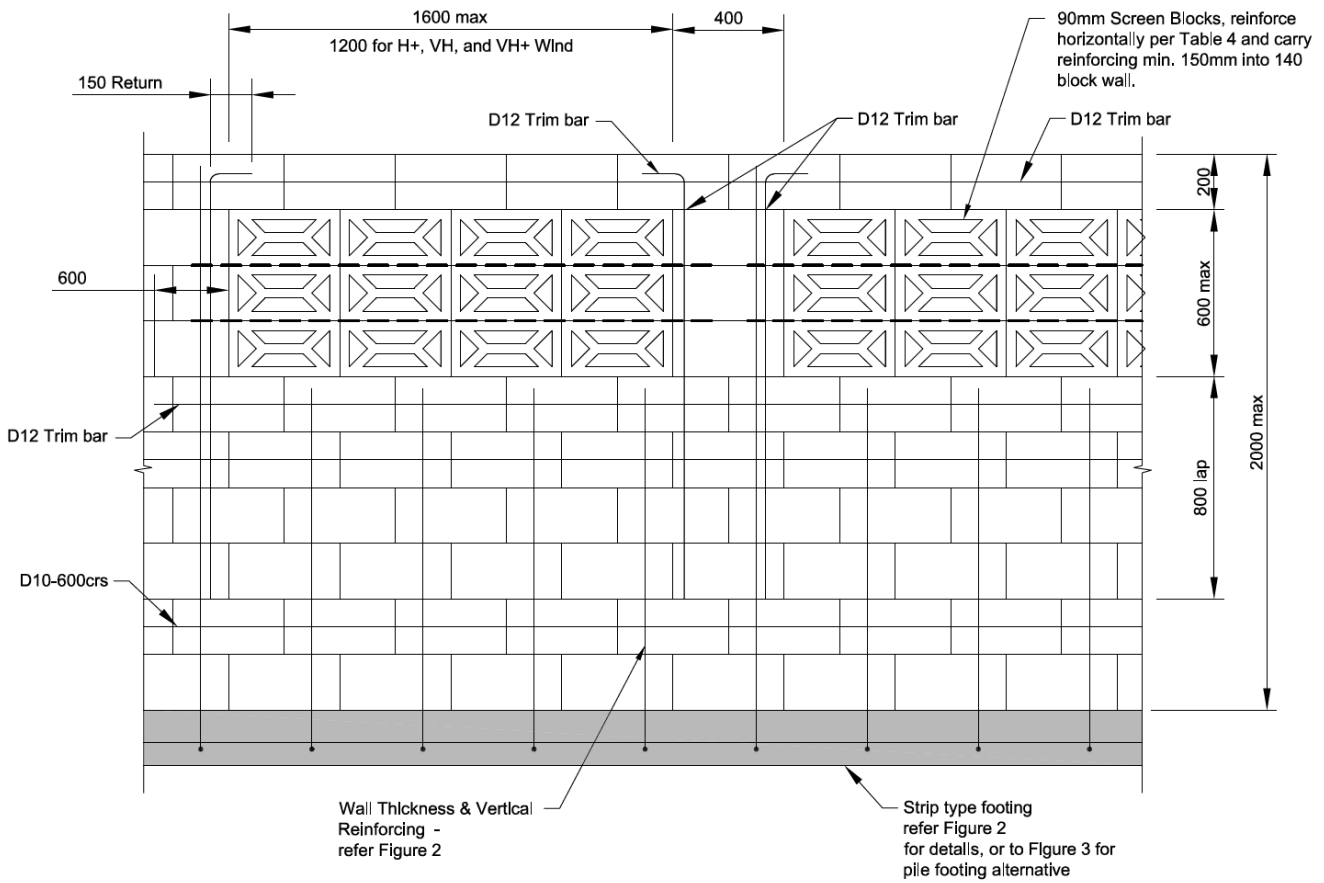 1600 max
400
1200 for H+, VH, and VH+ Wind
90mm Screen Blocks, reinforce
horizontally per Table 4 and carry
reinforcing min. 150mm into 140
block wall.
150 Return
D12 Trim bar
D12 Trim bar
D12 Trim bar
200
600
600 max
2000 max
D12 Trim bar
800 lap
D10-600crs
Wall Thickness & Vertical
Reinforcing -
refer Figure 2
Strip type footing
refer Figure 2
for details, or to Figure 3 for
pile footing alternative